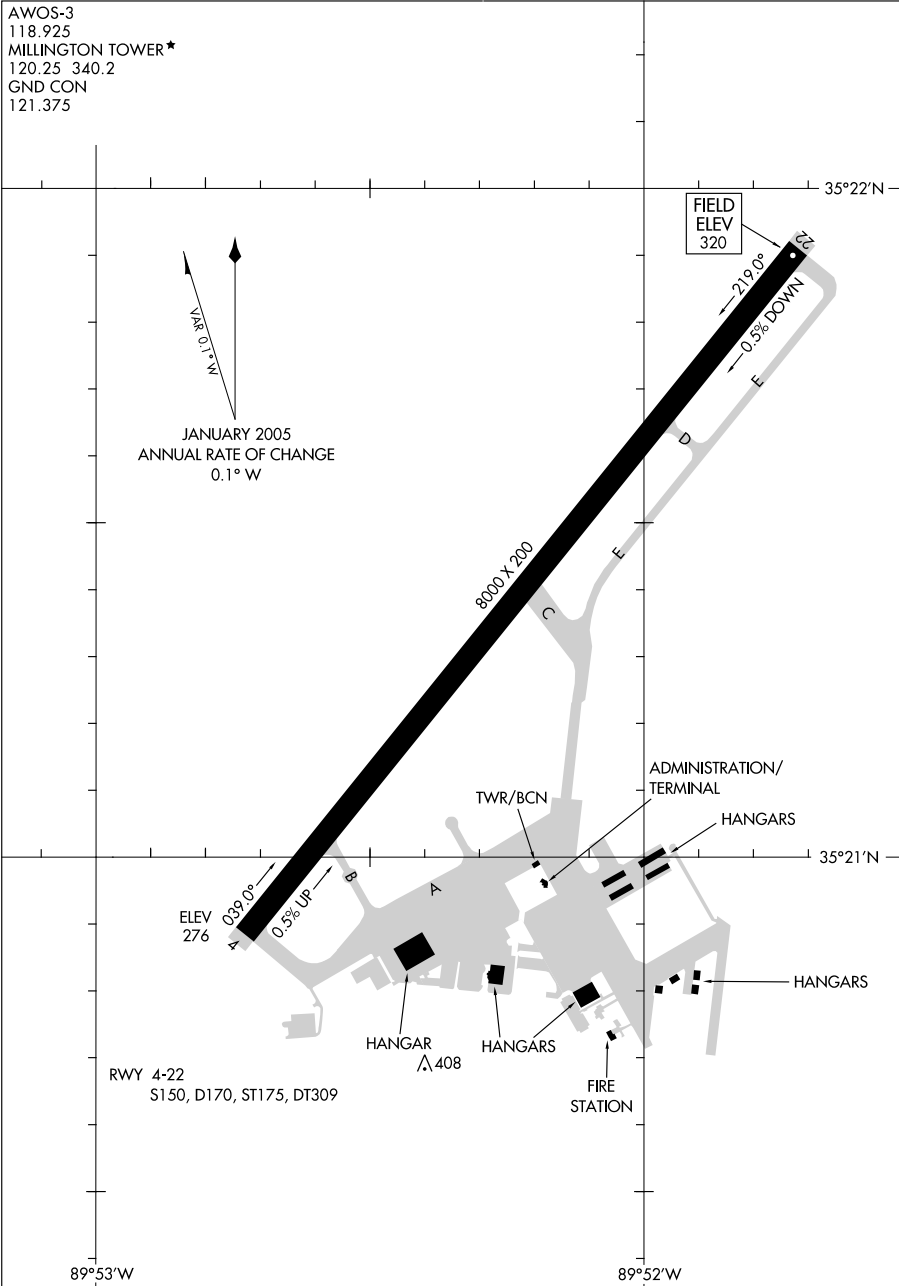 AWOS-3
118.925
MILLINGTON TOWER★
120.25 340.2
GND CON
121.375
35°22'N
FIELD
ELEV
320
22
219.0°
0.5% DOWN
VAR 0.1° W
E
JANUARY 2005
ANNUAL RATE OF CHANGE
0.1° W
D
E
8000 X 200
C
ADMINISTRATION/
TERMINAL
TWR/BCN
HANGARS
35°21'N
B
A
039.0°
0.5% UP
ELEV
276
4
HANGARS
HANGAR
HANGARS
408
RWY 4-22
S150, D170, ST175, DT309
FIRE
STATION
89°53'W
89°52'W